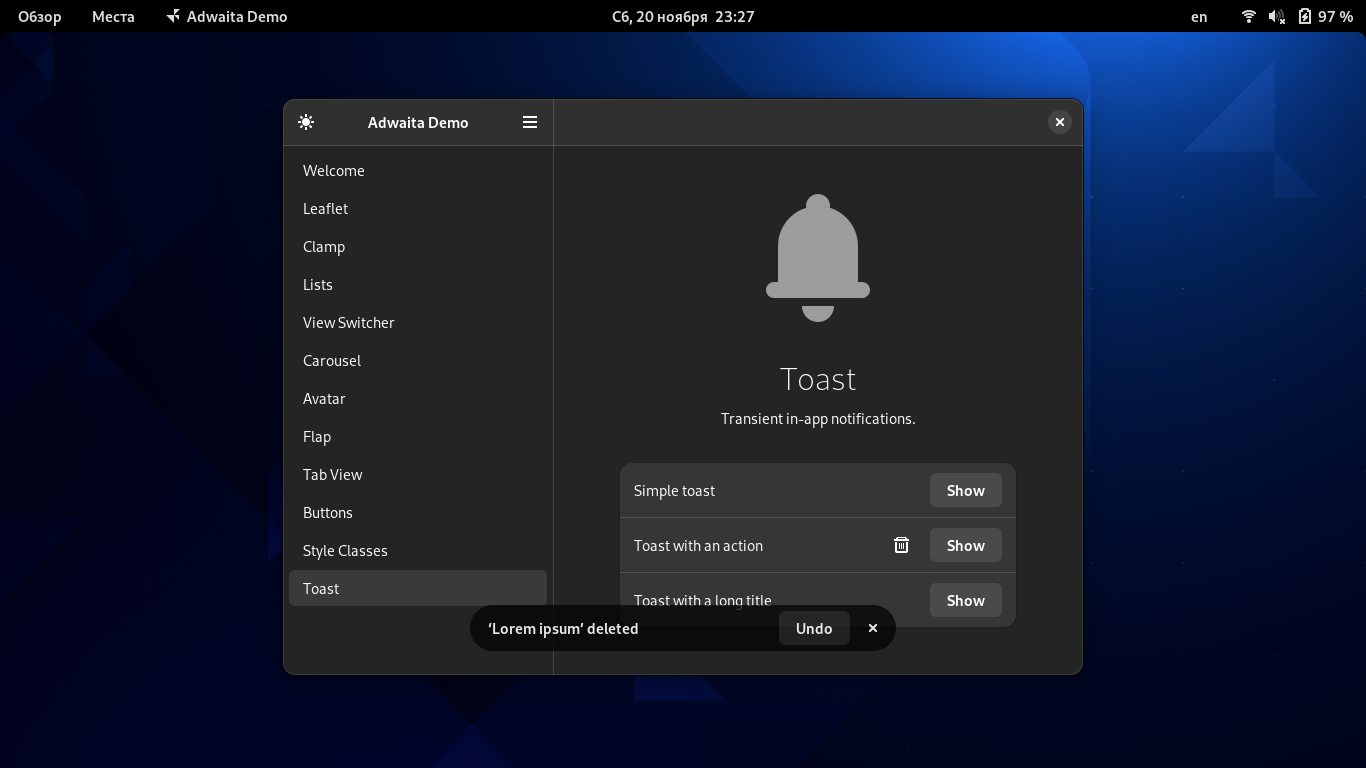 Обзор Места Adwaita Demo Сб, 20 ноября 23:27 en 97 %
Adwaita Demo
Welcome
Leaflet
Clamp
Lists
View Switcher
Carousel
Avatar
Flap
Tab View
Buttons
Style Classes
Toast
Toast
Transient in-app notifications.
Simple toast Show
Toast with an action Show
Toast with a long title Show
‘Lorem ipsum’ deleted Undo